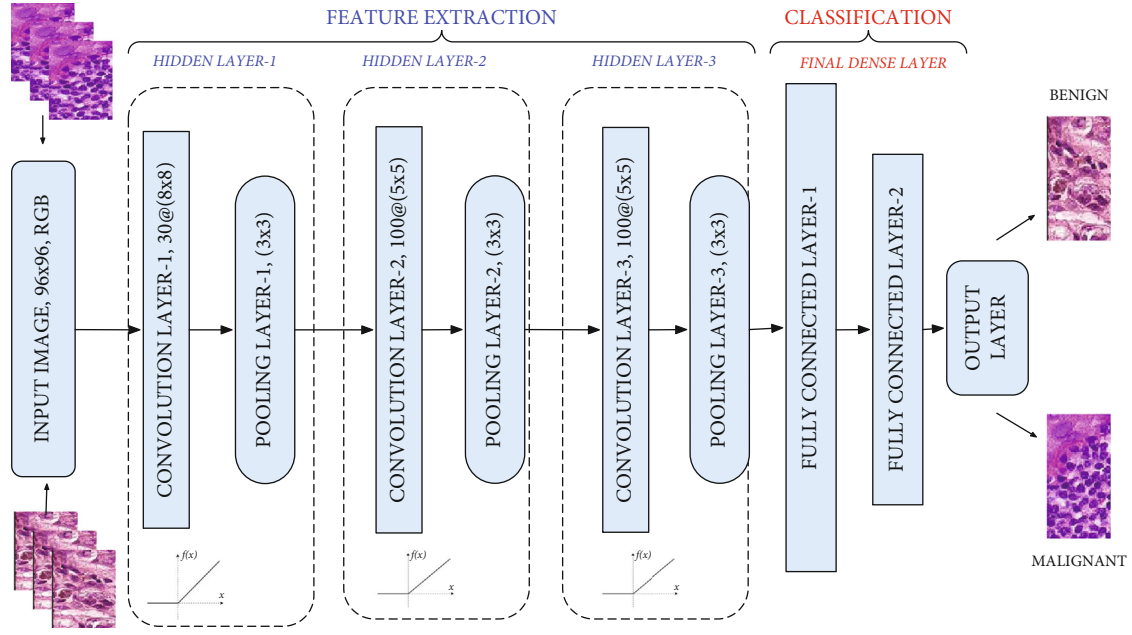 FEATURE EXTRACTION
CLASSIFICATION
HIDDEN LAYER-1
HIDDEN LAYER-2
HIDDEN LAYER-3
FINAL DENSE LAYER
INPUT IMAGE, 96x96, RGB
CONVOLUTION LAYER-1, 30@(8x8)
POOLING LAYER-1, (3x3)
f(x)
x
CONVOLUTION LAYER-2, 100@(5x5)
POOLING LAYER-2, (3x3)
f(x)
x
CONVOLUTION LAYER-3, 100@(5x5)
POOLING LAYER-3, (3x3)
f(x)
x
FULLY CONNECTED LAYER-1
FULLY CONNECTED LAYER-2
OUTPUT
LAYER
BENIGN
MALIGNANT